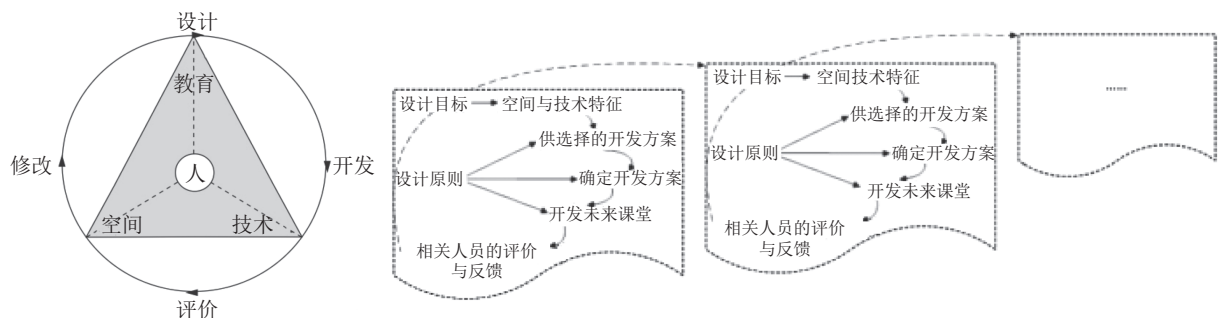 设计
教育
修改
人
开发
空间
技术
评价
设计目标
空间与技术特征
供选择的开发方案
设计原则
确定开发方案
开发未来课堂
相关人员的评价
与反馈
设计目标
空间技术特征
供选择的开发方案
设计原则
确定开发方案
开发未来课堂
相关人员的评价
与反馈
……